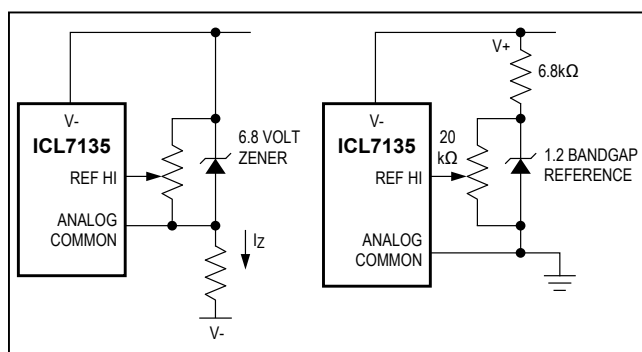 V-
ICL7135
REF HI
ANALOG
COMMON
6.8 VOLT
ZENER
IZ
V-
V+
6.8kΩ
V-
ICL7135
20
kΩ
REF HI
1.2 BANDGAP
REFERENCE
ANALOG
COMMON